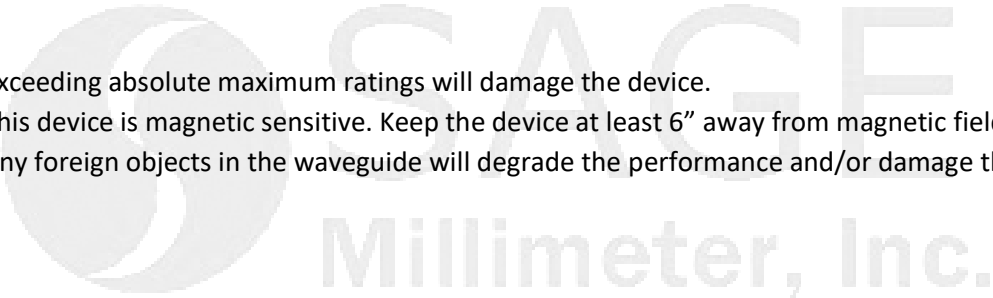 xceeding absolute maximum ratings will damage the device.
his device is magnetic sensitive. Keep the device at least 6” away from magnetic fiel
ny foreign objects in the waveguide will degrade the performance and/or damage th
SAGE
Millimeter, Inc.